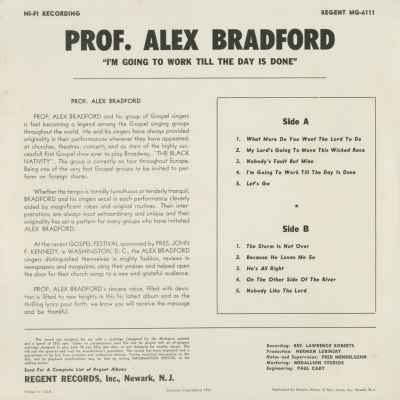 HI-FI RECORDING
REGENT MG-6111
PROF. ALEX BRADFORD
"I'M GOING TO WORK TILL THE DAY IS DONE"
PROF. ALEX BRADFORD
PROF. ALEX BRADFORD and his group of Gospel singers
is fast becoming a legend among the Gospel singing groups
throughout the world. He and his singers have always provided
originality in their performances wherever they have appeared,
at churches, theatres, concerts and as stars of the highly suc-
cessful first Gospel show ever to play Broadway, "THE BLACK
NATIVITY". The group is currently on tour throughout Europe.
Being one of the very first Gospel groups to be invited to perform
on foreign shores.
Whether the tempo is torridly tumultuous or tenderly tranquil,
BRADFORD and his singers excel in each performance cleverly
aided by magnificent robes and original routines. Their inter-
pretations are always most extraordinary and unique and their
originality has set a pattern for many groups who have imitated
ALEX BRADFORD.
At the recent GOSPEL FESTIVAL sponsored by PRES. JOHN
F. KENNEDY, in WASHINGTON, D. C., the ALEX BRADFORD
singers distinguished themselves in mighty fashion, reviews in
newspapers and magazines sang their praises and helped open
the door for their church songs to a new and grateful audience.
PROF. ALEX BRADFORD'S sincere voice, filled with devo-
tion is lifted to new heights in this his latest album and as the
thrilling lyrics pour forth, we know you will receive the message
and be thankful.
Side A
1. What More Do You Want The Lord To Do
2. My Lord's Going To Move This Wicked Race
3. Nobody's Fault But Mine
4. I'm Going To Work Till The Day Is Done
5. Let's Go
*
Side B
1. The Storm Is Not Over
2. Because He Loves Me So
3. He's All Right
4. On The Other Side Of The River
5. Nobody Like The Lord
Send For A Complete List of Regent Albums
REGENT RECORDS, Inc., Newark, N. J.
Recording: REV. LAWRENCE ROBERTS
Production: HERMAN LUBINSKY
Notes and Supervision: FRED MENDELSOHN
Mastering: MEDALLION STUDIOS
Engineering: PAUL CADY
Printed in U.S.A.